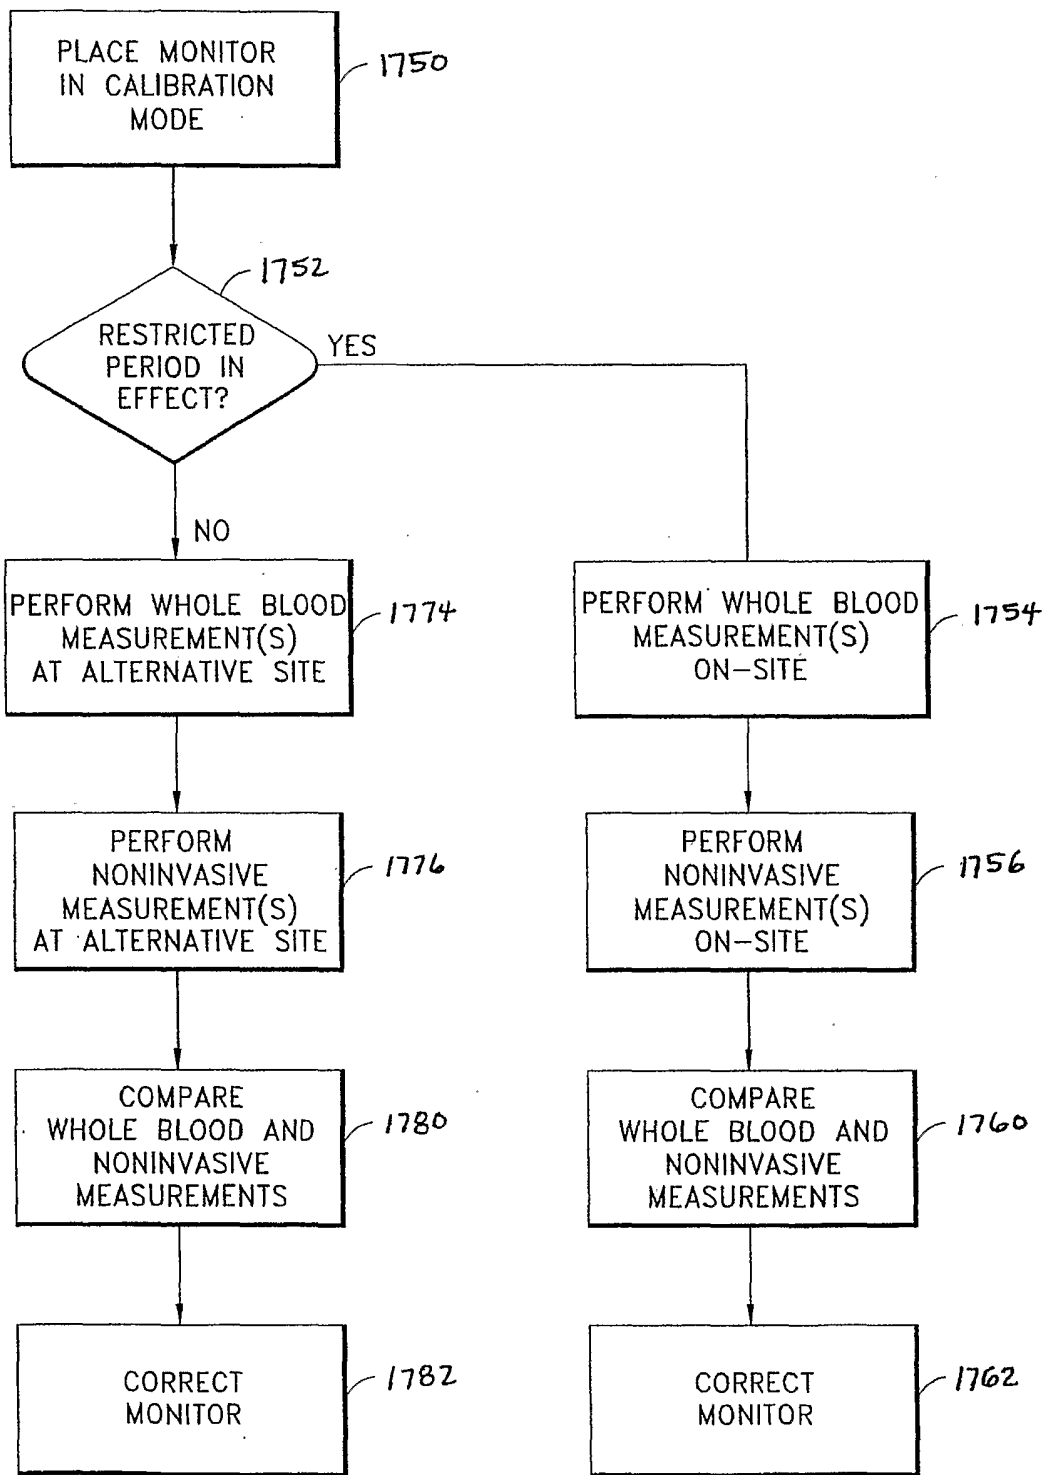 PLACE MONITOR
IN CALIBRATION
MODE
1750
1752
RESTRICTED
PERIOD IN
EFFECT?
YES
NO
PERFORM WHOLE BLOOD
MEASUREMENT(S)
AT ALTERNATIVE SITE
1774
PERFORM WHOLE BLOOD
MEASUREMENT(S)
ON-SITE
1754
PERFORM
NONINVASIVE
MEASUREMENT(S)
AT ALTERNATIVE SITE
1776
PERFORM
NONINVASIVE
MEASUREMENT(S)
ON-SITE
1756
COMPARE
WHOLE BLOOD AND
NONINVASIVE
MEASUREMENTS
1780
COMPARE
WHOLE BLOOD AND
NONINVASIVE
MEASUREMENTS
1760
CORRECT
MONITOR
1782
CORRECT
MONITOR
1762